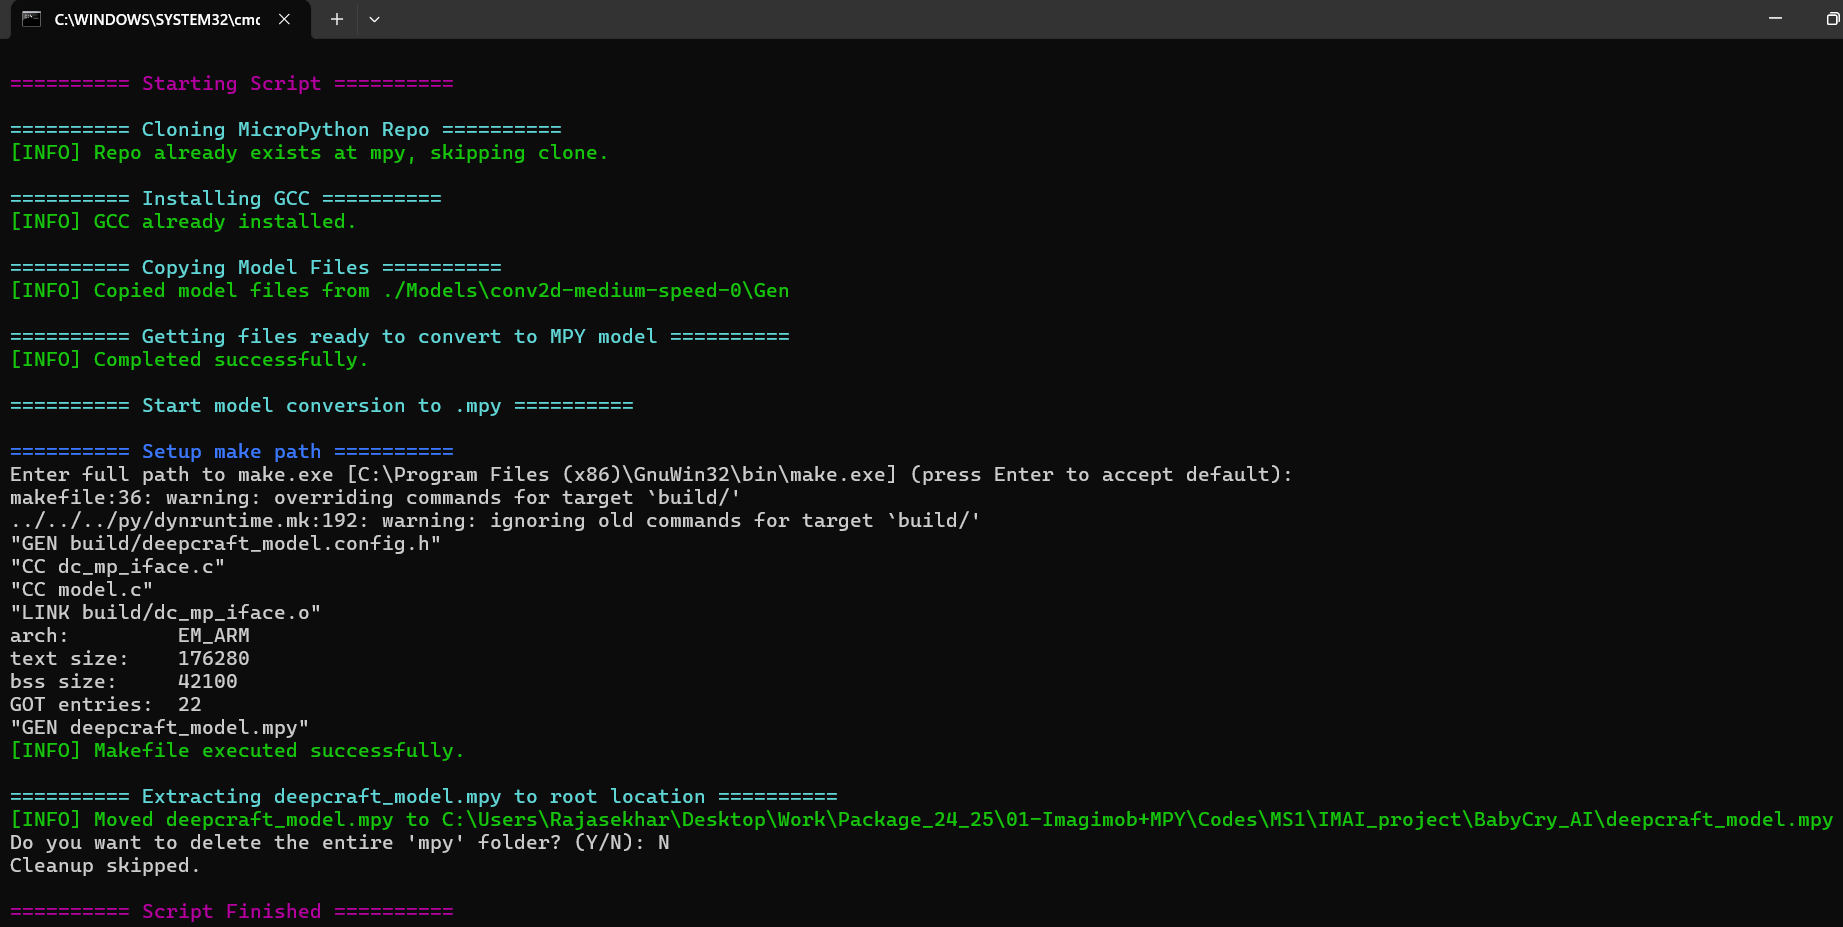 C:\WINDOWS\SYSTEM32\cmc
========== Starting Script ==========
========== Cloning MicroPython Repo ==========
[INFO] Repo already exists at mpy, skipping clone.
========== Installing GCC ==========
[INFO] GCC already installed.
========== Copying Model Files ==========
[INFO] Copied model files from ./Models\conv2d-medium-speed-0\Gen
========== Getting files ready to convert to MPY model ==========
[INFO] Completed successfully.
========== Start model conversion to .mpy ==========
========== Setup make path ==========
Enter full path to make.exe [C:\Program Files (x86)\GnuWin32\bin\make.exe] (press Enter to accept default):
makefile:36: warning: overriding commands for target `build/'
../../../py/dynruntime.mk:192: warning: ignoring old commands for target `build/'
"GEN build/deepcraft_model.config.h"
"CC dc_mp_iface.c"
"CC model.c"
"LINK build/dc_mp_iface.o"
arch:         EM_ARM
text size:    176280
bss size:     42100
GOT entries:  22
"GEN deepcraft_model.mpy"
[INFO] Makefile executed successfully.
========== Extracting deepcraft_model.mpy to root location ==========
[INFO] Moved deepcraft_model.mpy to C:\Users\Rajasekhar\Desktop\Work\Package_24_25\01-Imagimob+MPY\Codes\MS1\IMAI_project\BabyCry_AI\deepcraft_model.mpy
Do you want to delete the entire 'mpy' folder? (Y/N): N
Cleanup skipped.
========== Script Finished ==========